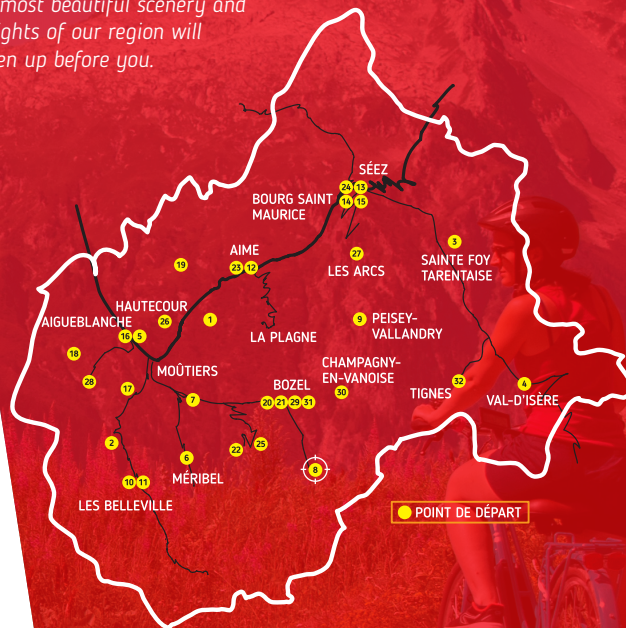 most beautiful scenery and
ights of our region will
en up before you.
SÉEZ
24 13
14 15
BOURG SAINT
MAURICE
3
SAINTE FOY
TARENTAISE
27
LES ARCS
19
AIME
23 12
HAUTECOUR
26
1
AIGUEBLANCHE
16 5
9 PEISEY-
VALLANDRY
LA PLAGNE
18
28
17
MOÛTIERS
7
CHAMPAGNY-
EN-VANOISE
30
BOZEL
20 21 29 31
TIGNES
32
4
VAL-D'ISÈRE
2
22
25
6
MÉRIBEL
8
10 11
LES BELLEVILLE
POINT DE DÉPART